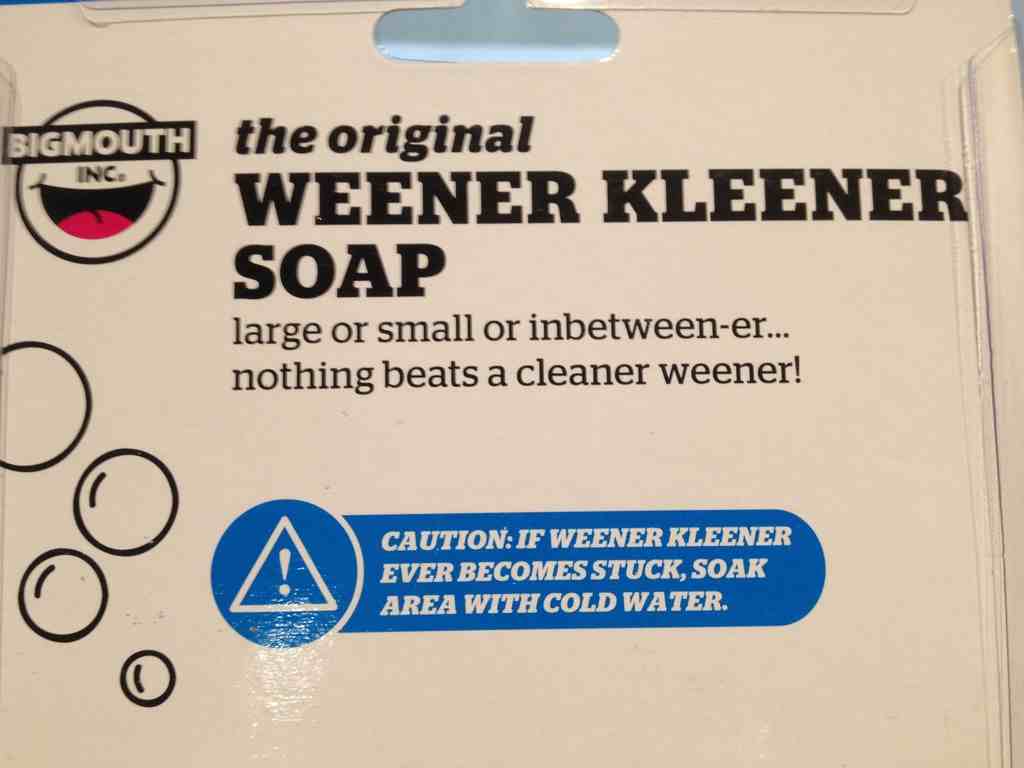 BIGMOUTH
INC.
the original
WEENER KLEENER
SOAP
large or small or inbetween-er...
nothing beats a cleaner weener!
CAUTION: IF WEENER KLEENER
EVER BECOMES STUCK, SOAK
AREA WITH COLD WATER.